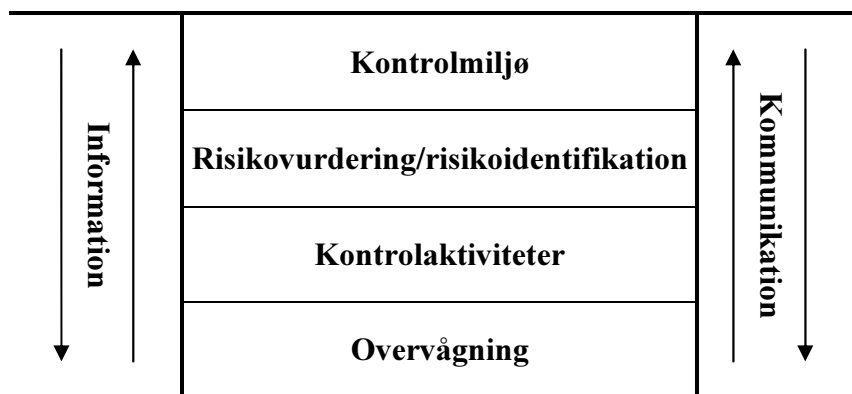 Kontrolmiljø
Information
Risikovurdering/risikoidentifikation
Kommunikation
Kontrolaktiviteter
Overvågning